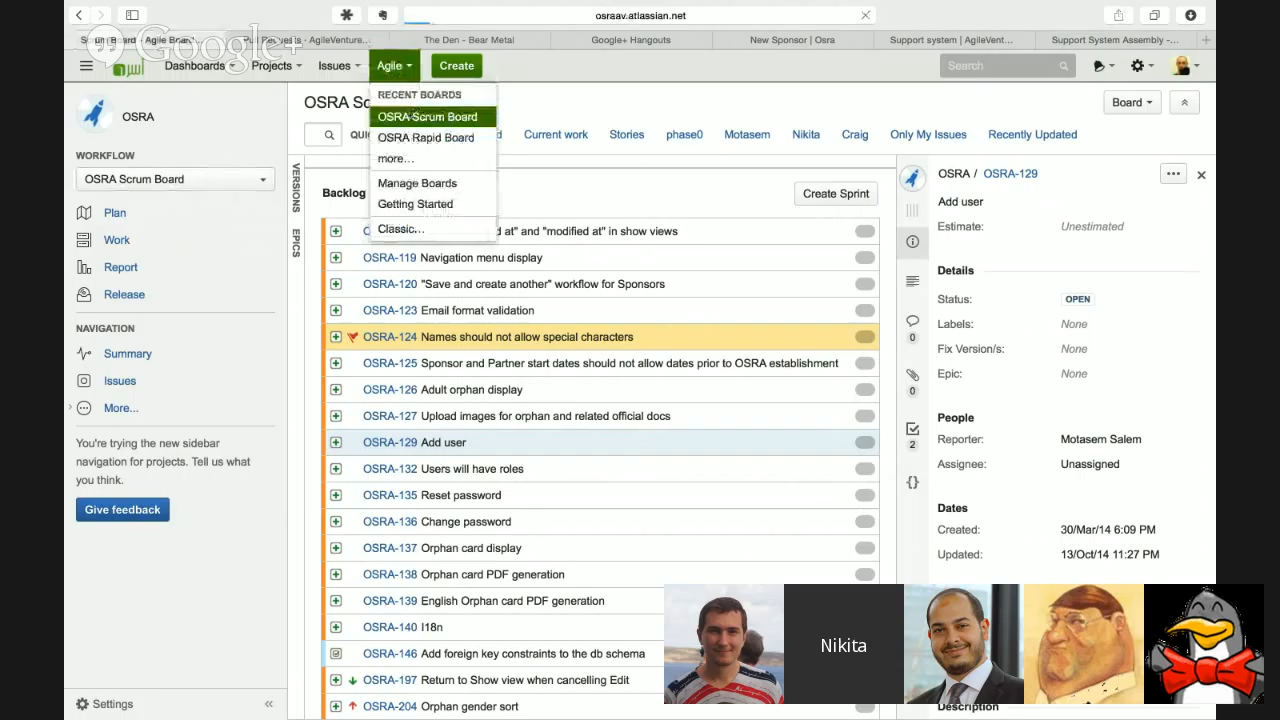 osraav.atlassian.net
Scrum Board - Agile Board...
Pull Requests - AgileVenture...
The Den - Bear Metal
Google+ Hangouts
New Sponsor | Osra
Support system | AgileVent...
Support System Assembly -...
Google+
Dashboards
Projects
Issues
Agile
Create
Search
RECENT BOARDS
OSRA Scrum Board
OSRA Rapid Board
more...
Manage Boards
Getting Started
Classic...
OSRA
WORKFLOW
OSRA Scrum Board
Plan
Work
Report
Release
NAVIGATION
Summary
Issues
More...
You're trying the new sidebar
navigation for projects. Tell us what
you think.
Give feedback
Settings
OSRA Sc
Board
QUI
Current work
Stories
phase0
Motasem
Nikita
Craig
Only My Issues
Recently Updated
VERSIONS
EPICS
Backlog
Create Sprint
d at" and "modified at" in show views
OSRA-119 Navigation menu display
OSRA-120 "Save and create another" workflow for Sponsors
OSRA-123 Email format validation
OSRA-124 Names should not allow special characters
OSRA-125 Sponsor and Partner start dates should not allow dates prior to OSRA establishment
OSRA-126 Adult orphan display
OSRA-127 Upload images for orphan and related official docs
OSRA-129 Add user
OSRA-132 Users will have roles
OSRA-135 Reset password
OSRA-136 Change password
OSRA-137 Orphan card display
OSRA-138 Orphan card PDF generation
OSRA-139 English Orphan card PDF generation
OSRA-140 I18n
OSRA-146 Add foreign key constraints to the db schema
OSRA-197 Return to Show view when cancelling Edit
OSRA-204 Orphan gender sort
OSRA / OSRA-129
Add user
Estimate: Unestimated
Details
Status: OPEN
Labels: None
Fix Version/s: None
Epic: None
People
Reporter: Motasem Salem
Assignee: Unassigned
Dates
Created: 30/Mar/14 6:09 PM
Updated: 13/Oct/14 11:27 PM
Description
0
0
2
Nikita